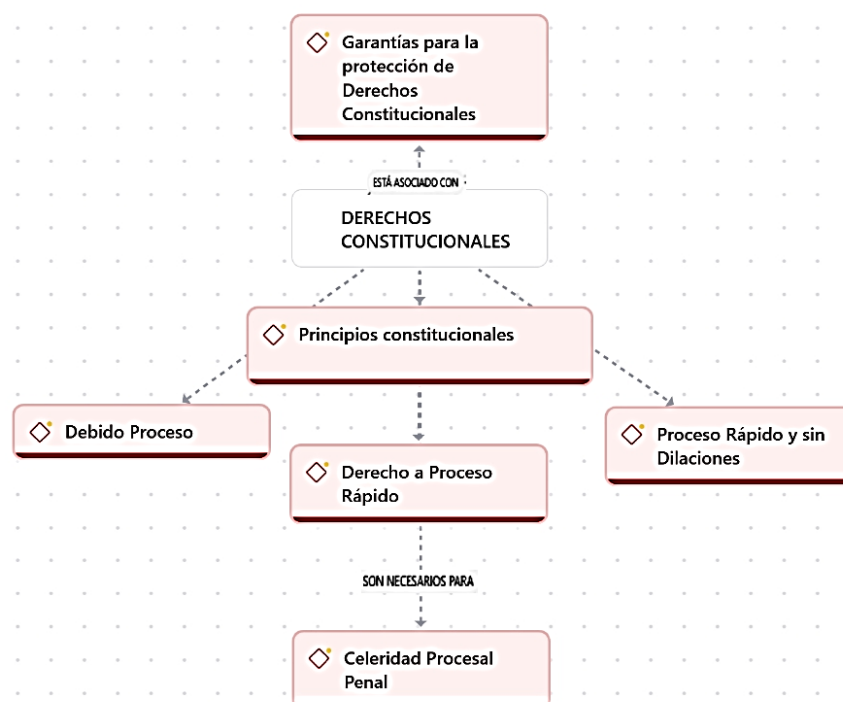 Garantías para la
protección de
Derechos
Constitucionales
ESTÁ ASOCIADO CON
DERECHOS
CONSTITUCIONALES
Principios constitucionales
Debido Proceso
Derecho a Proceso
Rápido
Proceso Rápido y sin
Dilaciones
SON NECESARIOS PARA
Celeridad Procesal
Penal